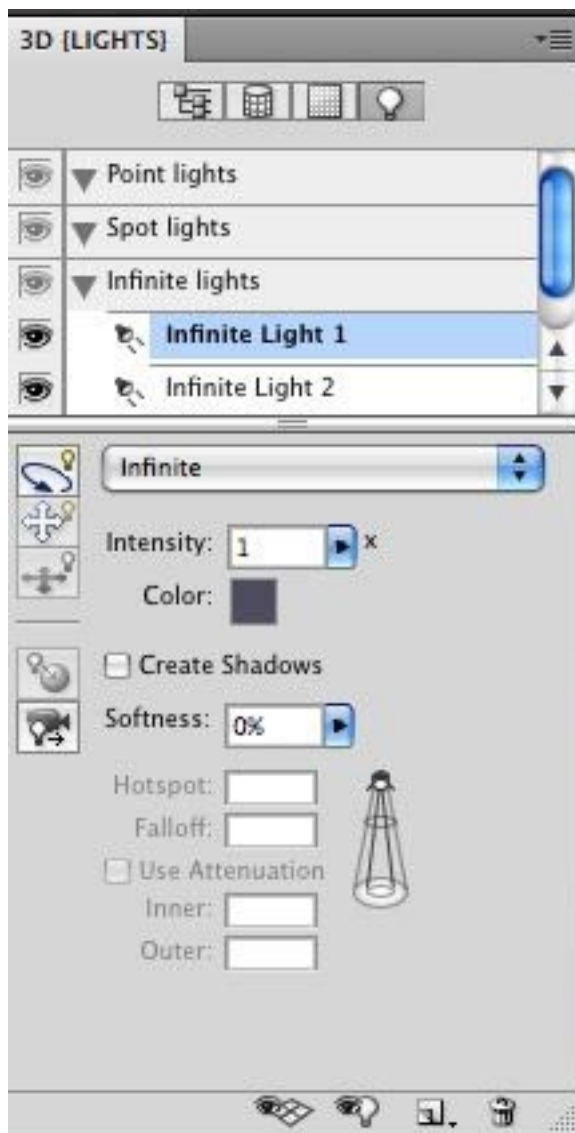 3D {LIGHTS}
Point lights
Spot lights
Infinite lights
Infinite Light 1
Infinite Light 2
Infinite
Intensity: 1 x
Color:
Create Shadows
Softness: 0%
Hotspot:
Falloff:
Use Attenuation
Inner:
Outer: